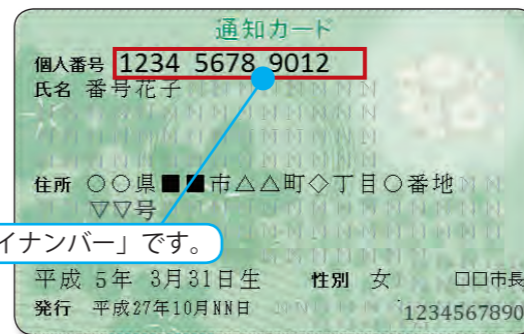 通知カード
個人番号 1234 5678 9012
氏名 番号花子
住所 ○○県■■市△△町◇丁目○番地
▽▽号
イナンバー」です。
平成 5年 3月31日生 性別 女 □□市長
発行 平成27年10月NN日 1234567890